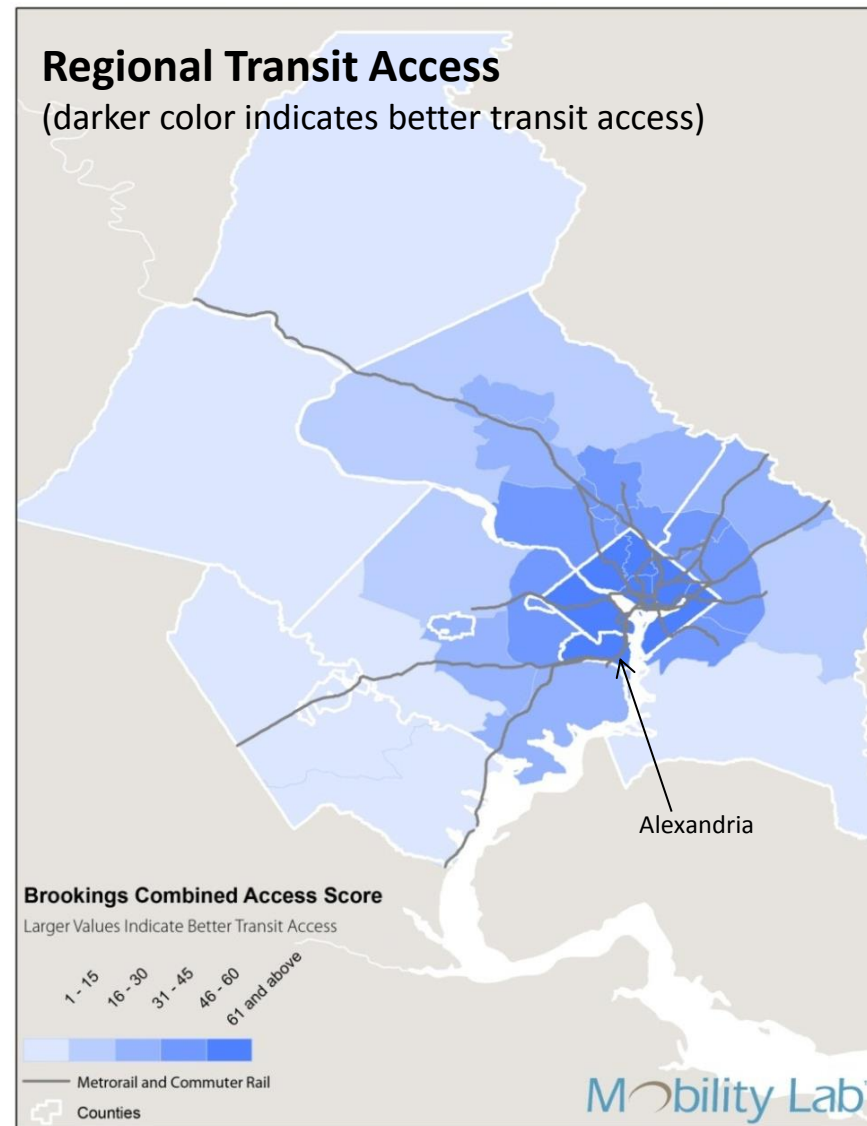 Regional Transit Access
(darker color indicates better transit access)
Alexandria
Brookings Combined Access Score
Larger Values Indicate Better Transit Access
1 - 15
16 - 30
31 - 45
46 - 60
61 and above
Metrorail and Commuter Rail
Counties
Mobility Lab